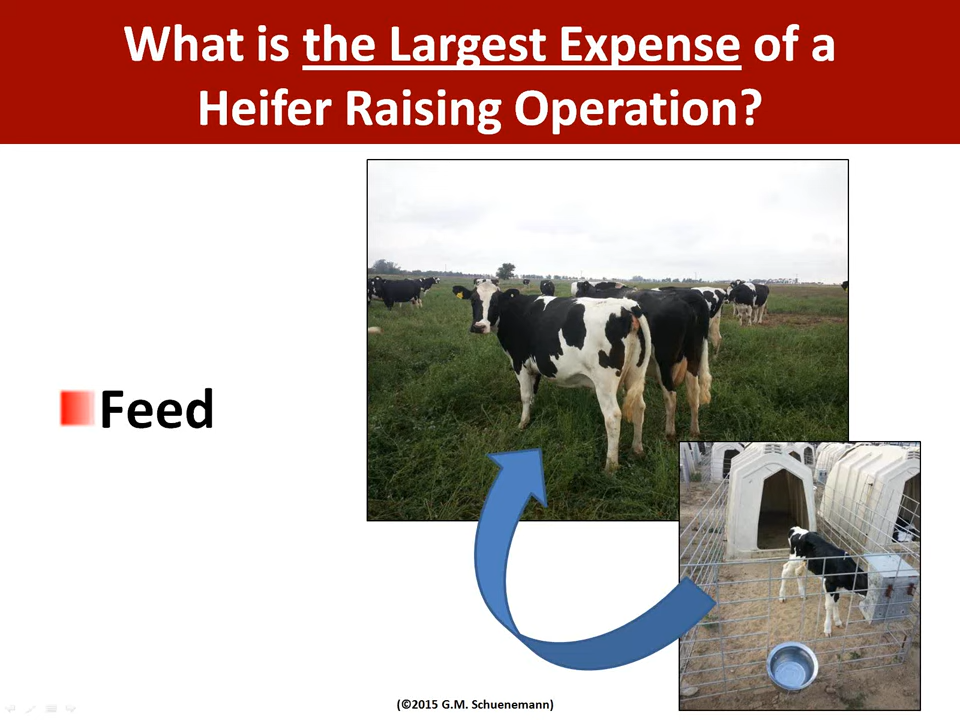 What is the Largest Expense of a
Heifer Raising Operation?
Feed
(©2015 G.M. Schuenemann)